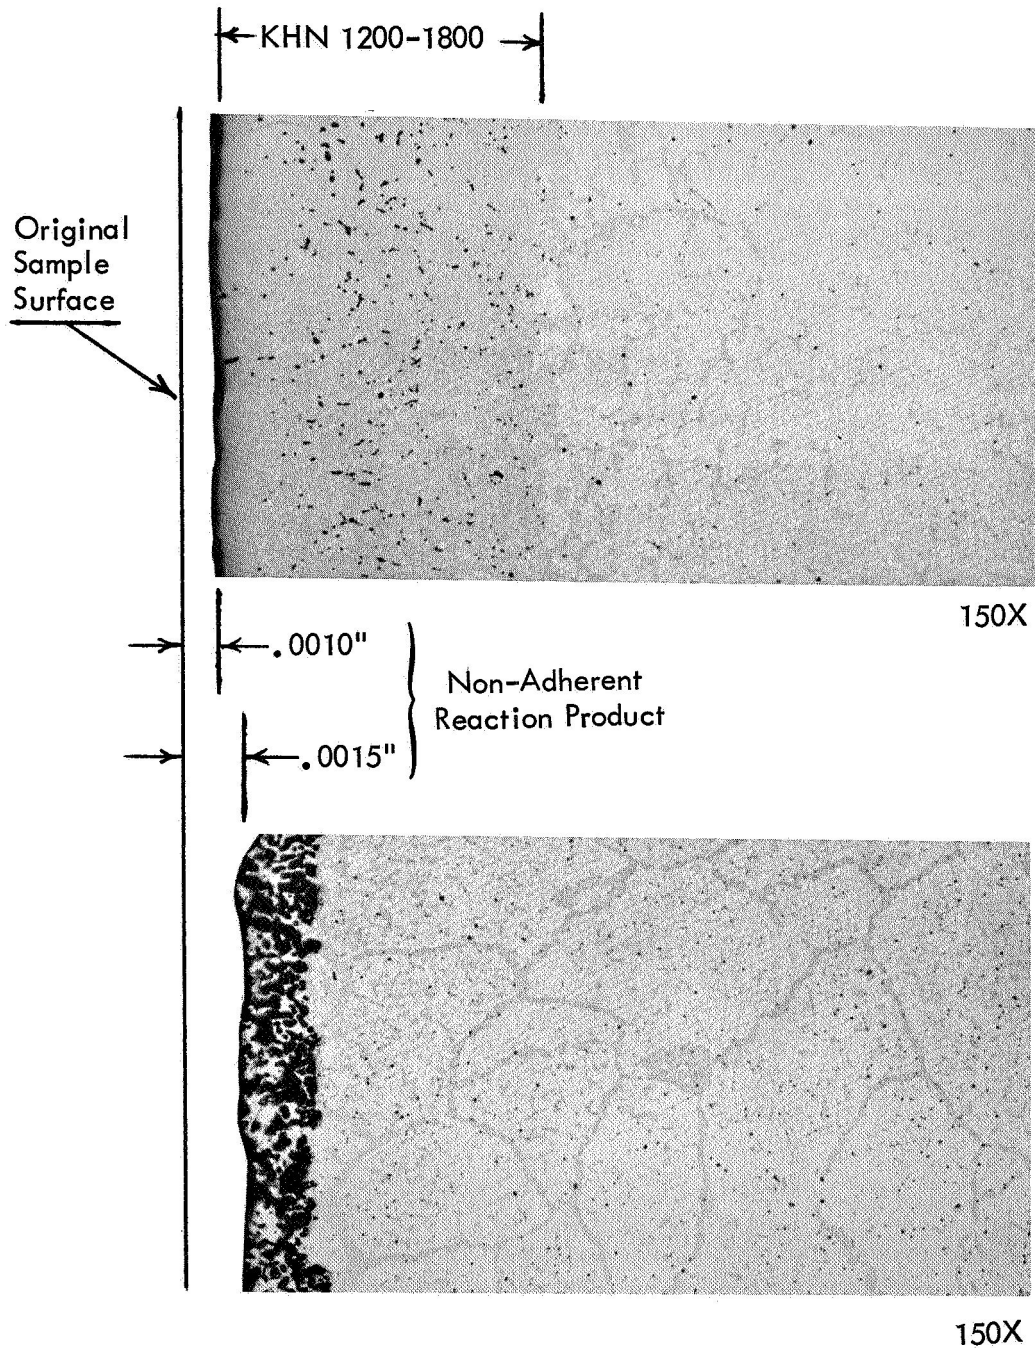 KHN 1200-1800
Original
Sample
Surface
150X
.0010"
Non-Adherent
Reaction Product
.0015"
150X